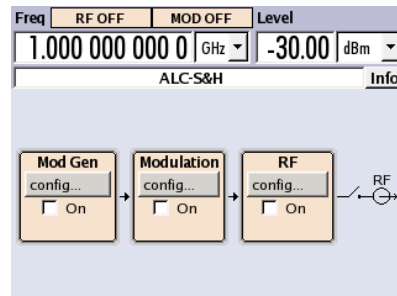 Freq RF OFF MOD OFF Level
1.000 000 000 0 GHz -30.00 dBm
ALC-S&H Info
Mod Gen Modulation RF
config... config... config... RF
On On On